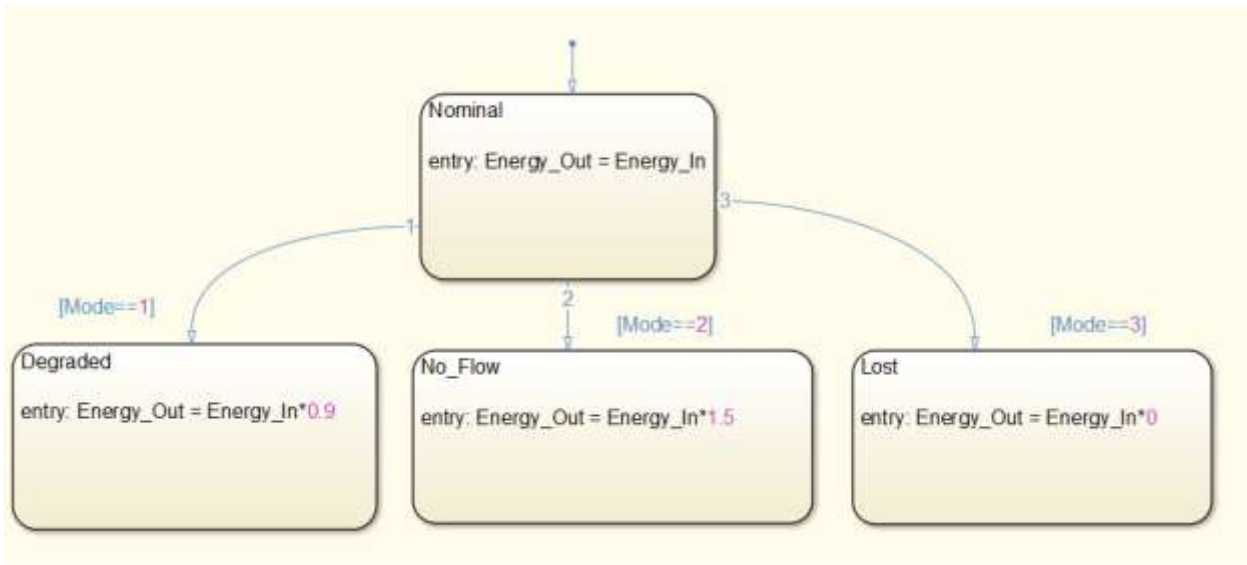 Nominal
entry: Energy_Out = Energy_In
1
3
2
[Mode==1]
[Mode==2]
[Mode==3]
Degraded
entry: Energy_Out = Energy_In*0.9
No_Flow
entry: Energy_Out = Energy_In*1.5
Lost
entry: Energy_Out = Energy_In*0